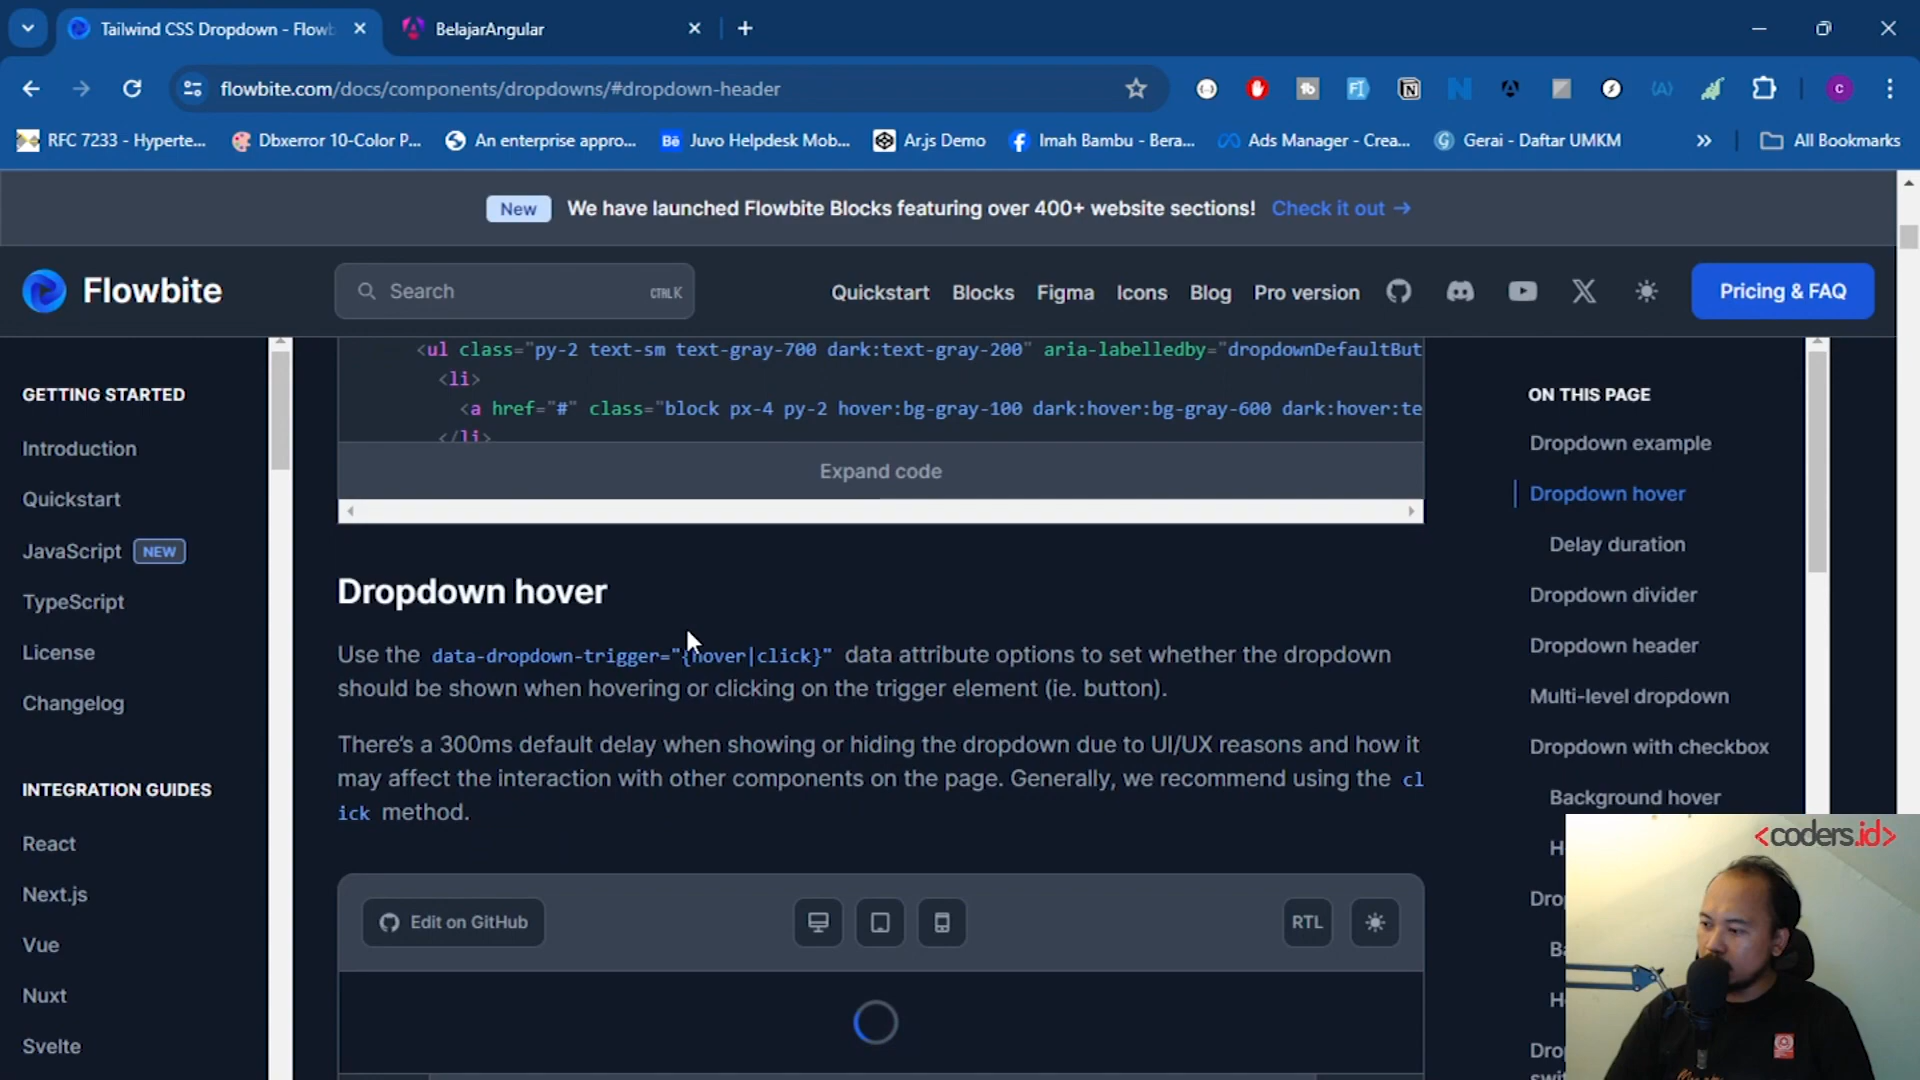 Tailwind CSS Dropdown - Flowb
BelajarAngular
flowbite.com/docs/components/dropdowns/#dropdown-header
RFC 7233 - Hyperte...
Dbxerror 10-Color P...
An enterprise appro...
Juvo Helpdesk Mob...
Ar.js Demo
Imah Bambu - Bera...
Ads Manager - Crea...
Gerai - Daftar UMKM
All Bookmarks
New We have launched Flowbite Blocks featuring over 400+ website sections! Check it out →
Flowbite
Search CTRL K
Quickstart Blocks Figma Icons Blog Pro version
Pricing & FAQ
GETTING STARTED
Introduction
Quickstart
JavaScript NEW
TypeScript
License
Changelog
INTEGRATION GUIDES
React
Next.js
Vue
Nuxt
Svelte
<ul class="py-2 text-sm text-gray-700 dark:text-gray-200" aria-labelledby="dropdownDefaultBut
<li>
<a href="#" class="block px-4 py-2 hover:bg-gray-100 dark:hover:bg-gray-600 dark:hover:te
</li>
Expand code
Dropdown hover
Use the data-dropdown-trigger="{hover|click}" data attribute options to set whether the dropdown
should be shown when hovering or clicking on the trigger element (ie. button).
There's a 300ms default delay when showing or hiding the dropdown due to UI/UX reasons and how it
may affect the interaction with other components on the page. Generally, we recommend using the cl
ick method.
Edit on GitHub
RTL
ON THIS PAGE
Dropdown example
Dropdown hover
Delay duration
Dropdown divider
Dropdown header
Multi-level dropdown
Dropdown with checkbox
Background hover
<coders.id>